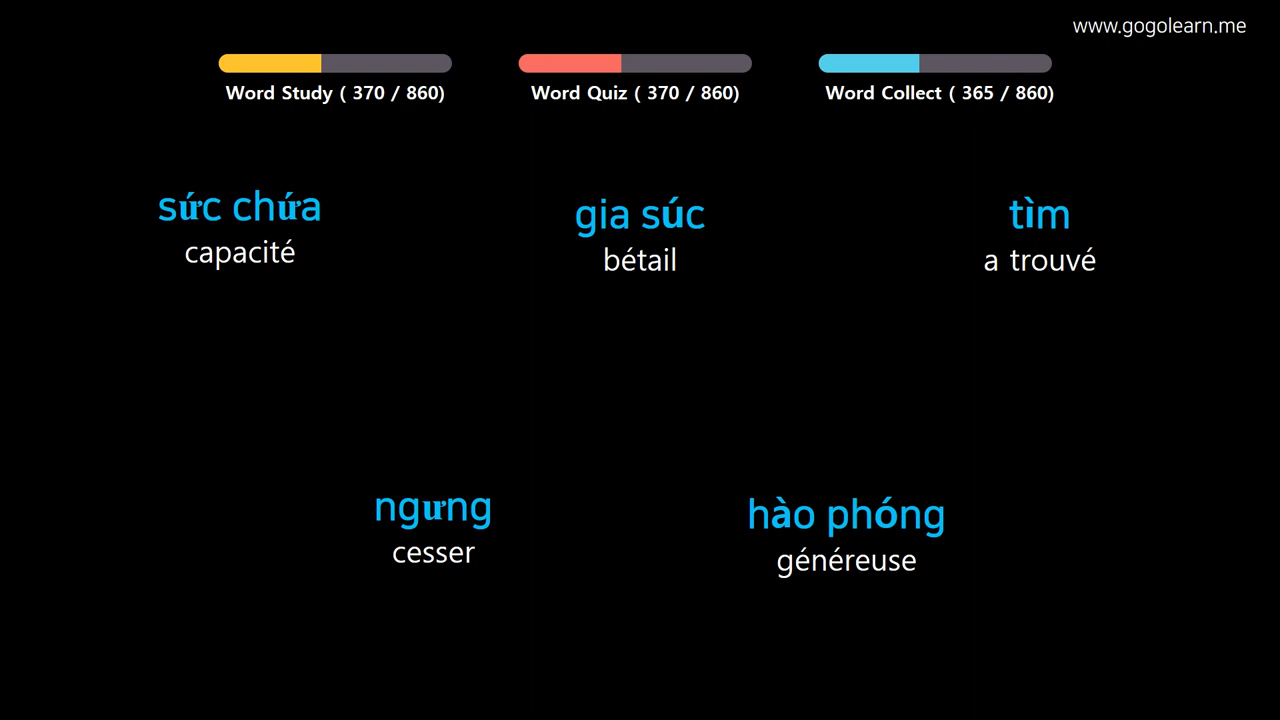 www.gogolearn.me
Word Study ( 370 / 860)
Word Quiz ( 370 / 860)
Word Collect ( 365 / 860)
sức chứa
capacité
gia súc
bétail
tìm
a trouvé
ngưng
cesser
hào phóng
généreuse